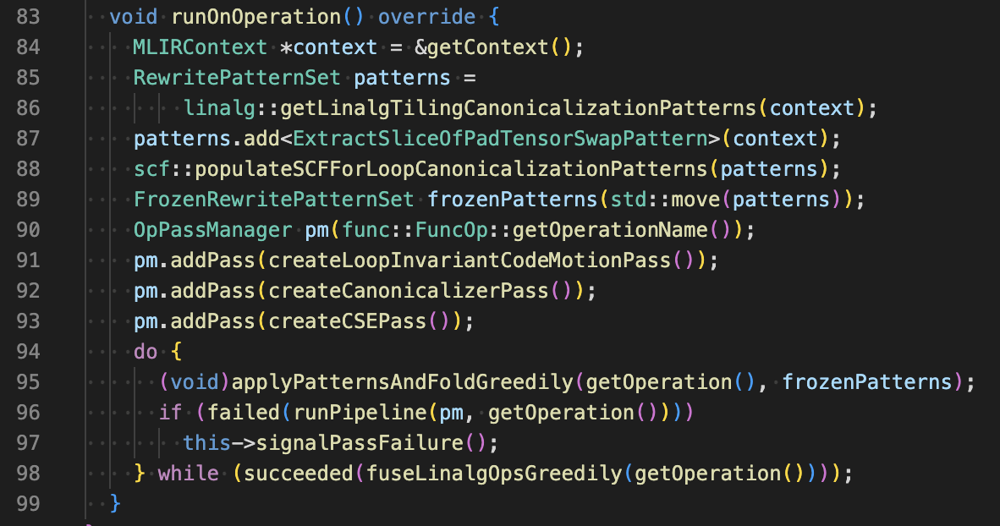 83 void runOnOperation() override {
84 MLIRContext *context = &getContext();
85 RewritePatternSet patterns =
86 linalg::getLinalgTilingCanonicalizationPatterns(context);
87 patterns.add<ExtractSliceOfPadTensorSwapPattern>(context);
88 scf::populateSCFForLoopCanonicalizationPatterns(patterns);
89 FrozenRewritePatternSet frozenPatterns(std::move(patterns));
90 OpPassManager pm(func::FuncOp::getOperationName());
91 pm.addPass(createLoopInvariantCodeMotionPass());
92 pm.addPass(createCanonicalizerPass());
93 pm.addPass(createCSEPass());
94 do {
95 (void)applyPatternsAndFoldGreedily(getOperation(), frozenPatterns);
96 if (failed(runPipeline(pm, getOperation())))
97 this->signalPassFailure();
98 } while (succeeded(fuseLinalgOpsGreedily(getOperation())));
99 }